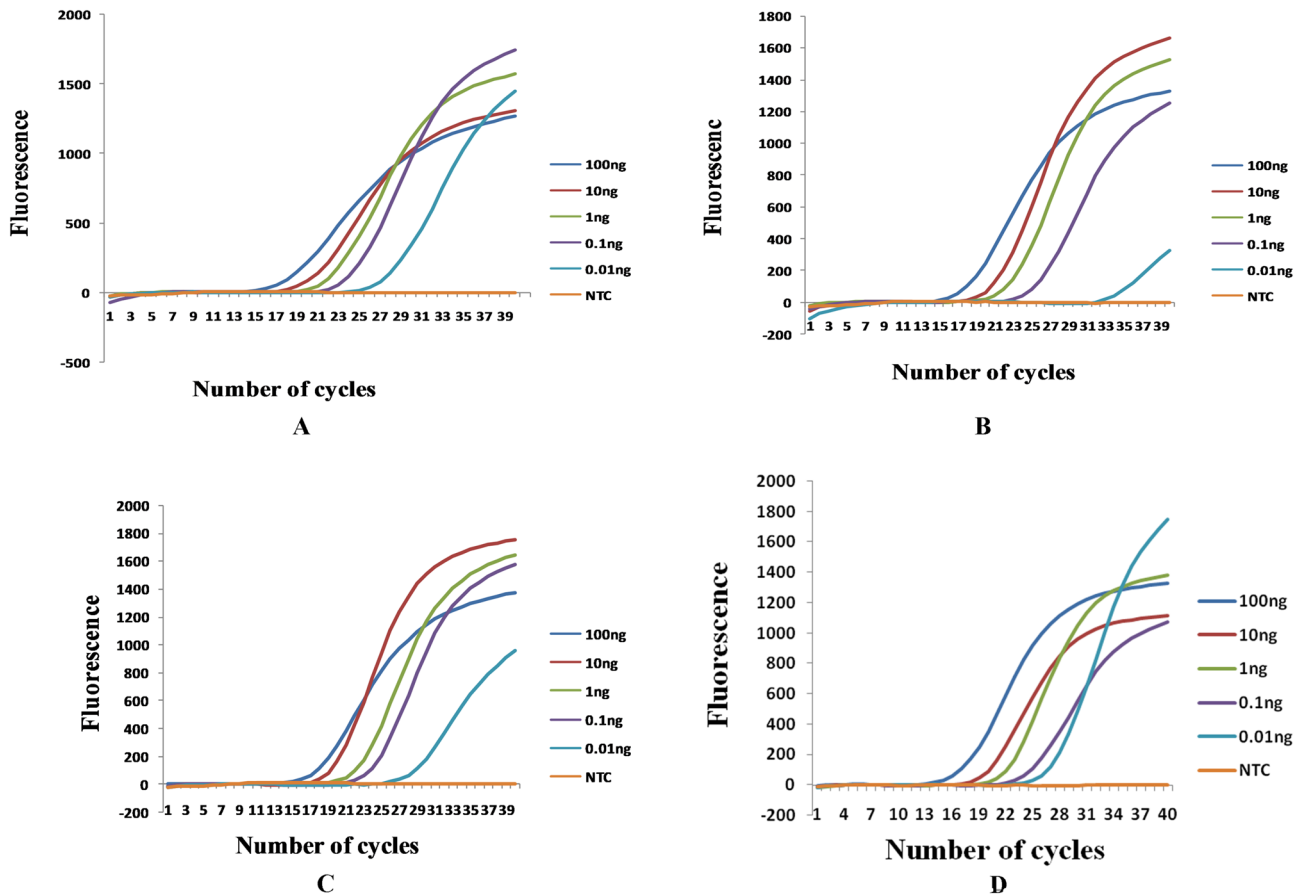 2000
1500
1000
500
0
-500
1 3 5 7 9 11 13 15 17 19 21 23 25 27 29 31 33 35 37 39
Fluorescence
Number of cycles
100ng
10ng
1ng
0.1ng
0.01ng
NTC
A
1800
1600
1400
1200
1000
800
600
400
200
0
-200
1 3 5 7 9 11 13 15 17 19 21 23 25 27 29 31 33 35 37 39
Fluorescenc
Number of cycles
100ng
10ng
1ng
0.1ng
0.01ng
NTC
B
2000
1800
1600
1400
1200
1000
800
600
400
200
0
-200
1 3 5 7 9 11 13 15 17 19 21 23 25 27 29 31 33 35 37 39
Fluorescence
Number of cycles
100ng
10ng
1ng
0.1ng
0.01ng
NTC
C
2000
1800
1600
1400
1200
1000
800
600
400
200
0
-200
1 4 7 10 13 16 19 22 25 28 31 34 37 40
Fluorescence
Number of cycles
100ng
10ng
1ng
0.1ng
0.01ng
NTC
D